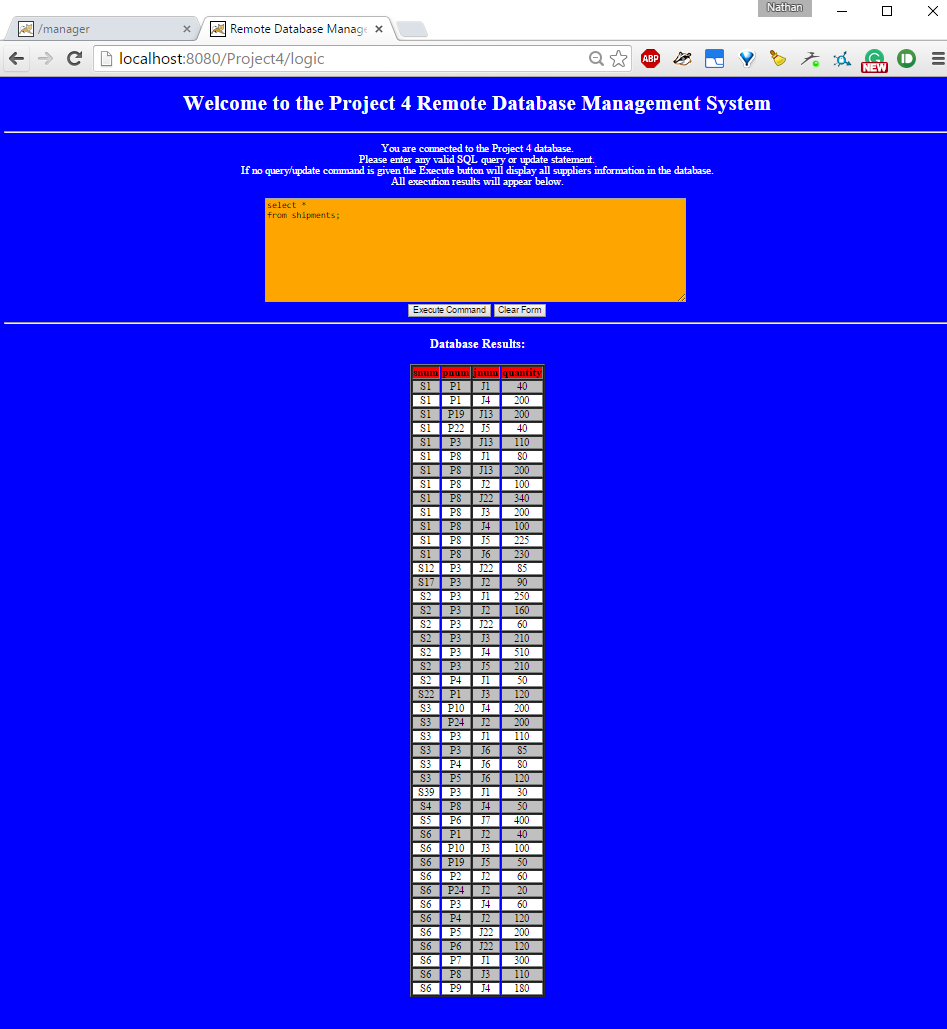 Nathan
/manager
Remote Database Manag
localhost:8080/Project4/logic
ABP
NEW
Welcome to the Project 4 Remote Database Management System
You are connected to the Project 4 database.
Please enter any valid SQL query or update statement.
If no query/update command is given the Execute button will display all suppliers information in the database.
All execution results will appear below.
select *
from shipments;
Execute Command Clear Form
Database Results:
snum pnum jnum quantity
S1 P1 J1 40
S1 P1 J4 200
S1 P19 J13 200
S1 P22 J5 40
S1 P3 J13 110
S1 P8 J1 80
S1 P8 J13 200
S1 P8 J2 100
S1 P8 J22 340
S1 P8 J3 200
S1 P8 J4 100
S1 P8 J5 225
S1 P8 J6 230
S12 P3 J22 85
S17 P3 J2 90
S2 P3 J1 250
S2 P3 J2 160
S2 P3 J22 60
S2 P3 J3 210
S2 P3 J4 510
S2 P3 J5 210
S2 P4 J1 50
S22 P1 J3 120
S3 P10 J4 200
S3 P24 J2 200
S3 P3 J1 110
S3 P3 J6 85
S3 P4 J6 80
S3 P5 J6 120
S39 P3 J1 30
S4 P8 J4 50
S5 P6 J7 400
S6 P1 J2 40
S6 P10 J3 100
S6 P19 J5 50
S6 P2 J2 60
S6 P24 J2 20
S6 P3 J4 60
S6 P4 J2 120
S6 P5 J22 200
S6 P6 J22 120
S6 P7 J1 300
S6 P8 J3 110
S6 P9 J4 180